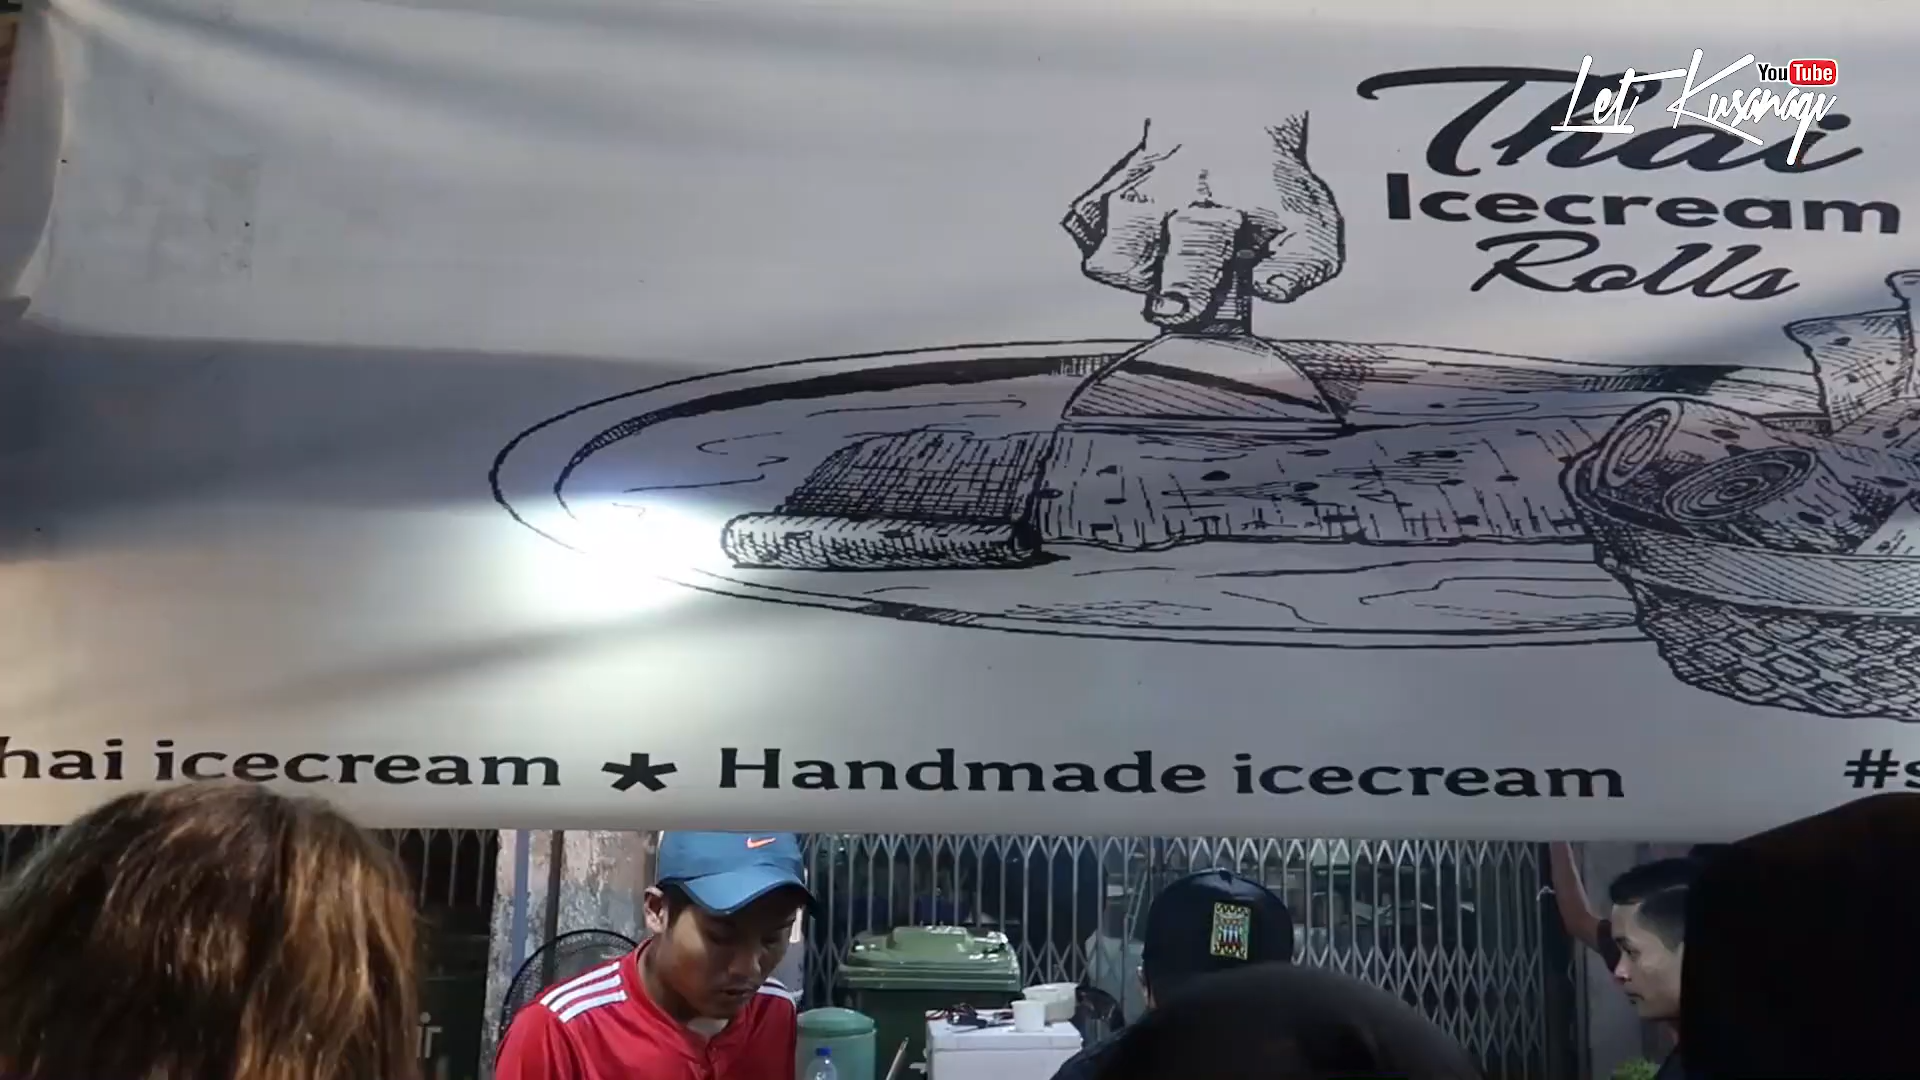 YouTube
Let Kusanagi
Thai
Icecream
Rolls
hai icecream * Handmade icecream
#s